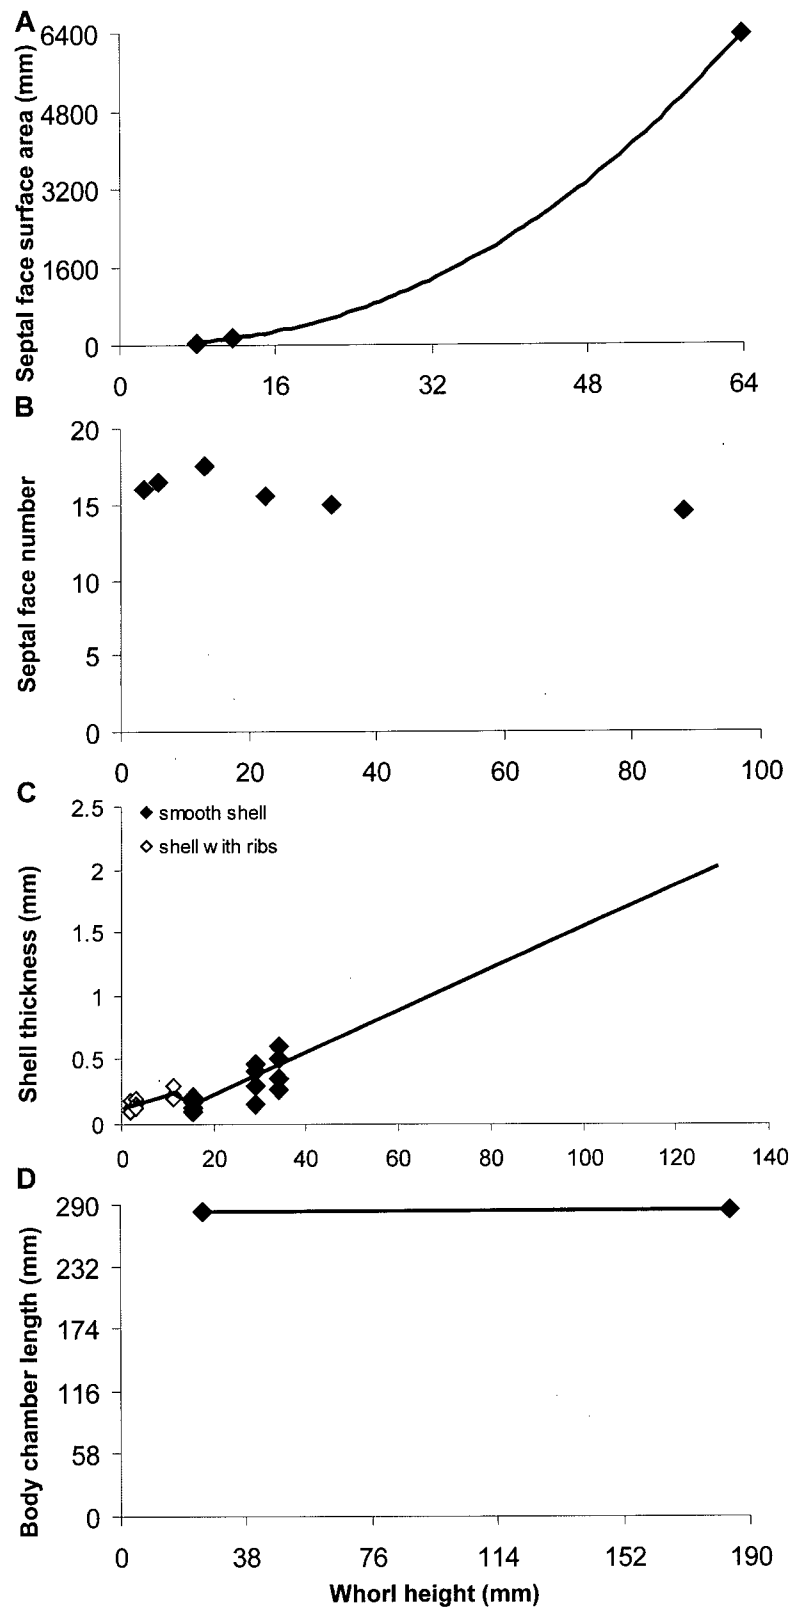 A
Septal face surface area (mm)
6400
4800
3200
1600
0
0 16 32 48 64
B
Septal face number
20
15
10
5
0
0 20 40 60 80 100
C
Shell thickness (mm)
2.5
2
1.5
1
0.5
0
smooth shell
shell with ribs
0 20 40 60 80 100 120 140
D
Body chamber length (mm)
290
232
174
116
58
0
0 38 76 114 152 190
Whorl height (mm)